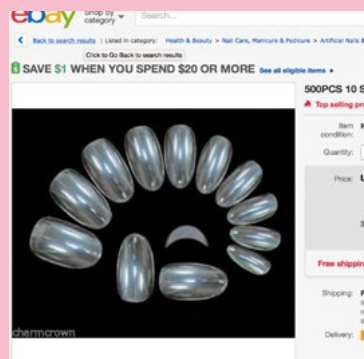 ebay
Shop by
category
Search...
Back to search results | Listed in category: Health & Beauty > Nail Care, Manicure & Pedicure > Artificial Nails &
Click to Go Back to search results
SAVE $1 WHEN YOU SPEND $20 OR MORE See all eligible items
500PCS 10 S
Top selling pr
Item
condition:
Quantity:
Price:
Free shippin
Shipping:
Delivery:
charmcrown